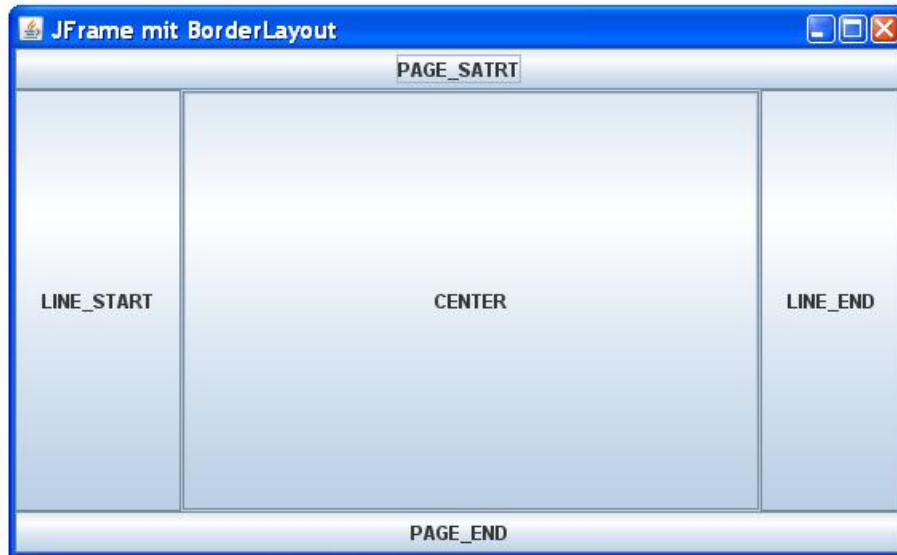 JFrame mit BorderLayout
PAGE_SATRT
LINE_START
CENTER
LINE_END
PAGE_END